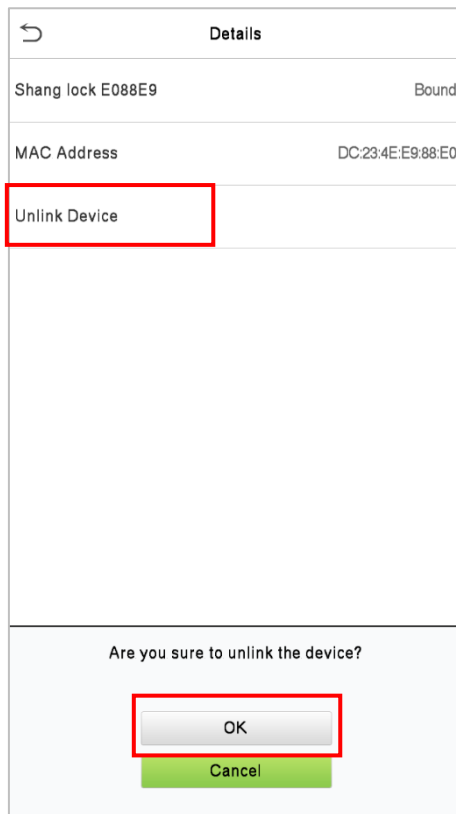 Details
Shang lock E088E9 Bound
MAC Address DC:23:4E:E9:88:E0
Unlink Device
Are you sure to unlink the device?
OK
Cancel